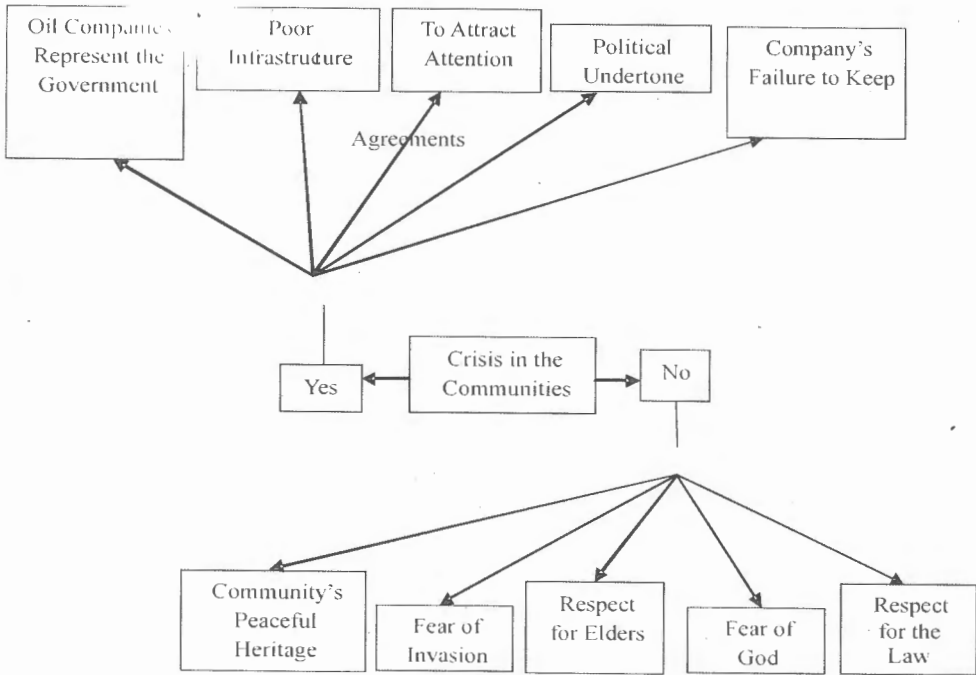 Oil Companies
Represent the
Government
Poor
Infrastructure
To Attract
Attention
Political
Undertone
Company's
Failure to Keep
Agreements
Yes
Crisis in the
Communities
No
Community's
Peaceful
Heritage
Fear of
Invasion
Respect
for Elders
Fear of
God
Respect
for the
Law